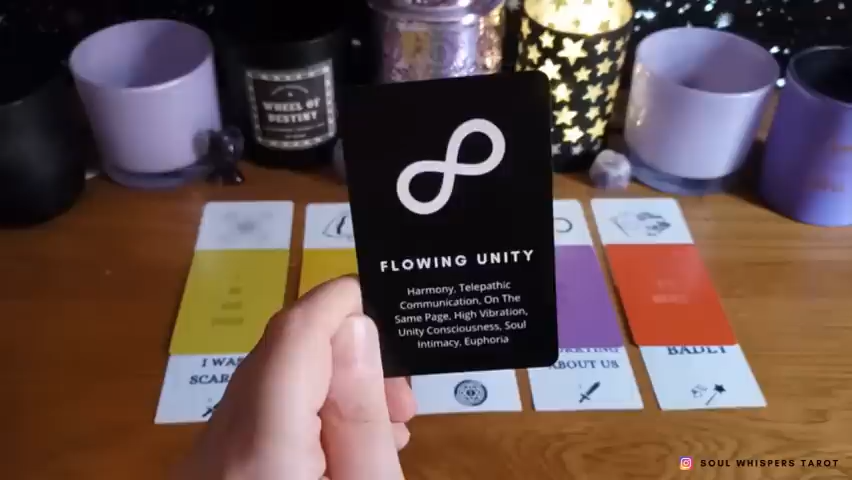 WHEEL OF
DESTINY
FLOWING UNITY
Harmony, Telepathic
Communication, On The
Same Page, High Vibration,
Unity Consciousness, Soul
Intimacy, Euphoria
I WAS
SCAR
ABOUT US
BADLY
SOUL WHISPERS TAROT